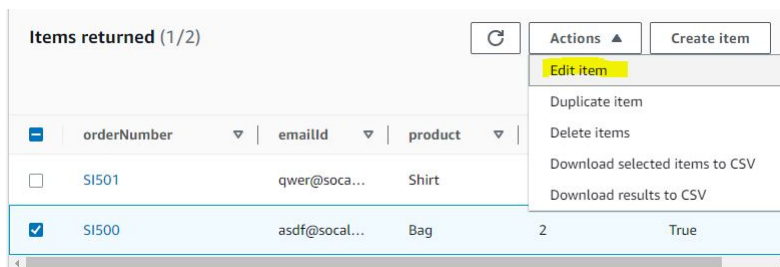 Items returned (1/2)
Actions
Create item
Edit item
Duplicate item
Delete items
Download selected items to CSV
Download results to CSV
orderNumber emailId product
SI501 qwer@soca... Shirt
SI500 asdf@socal... Bag 2 True